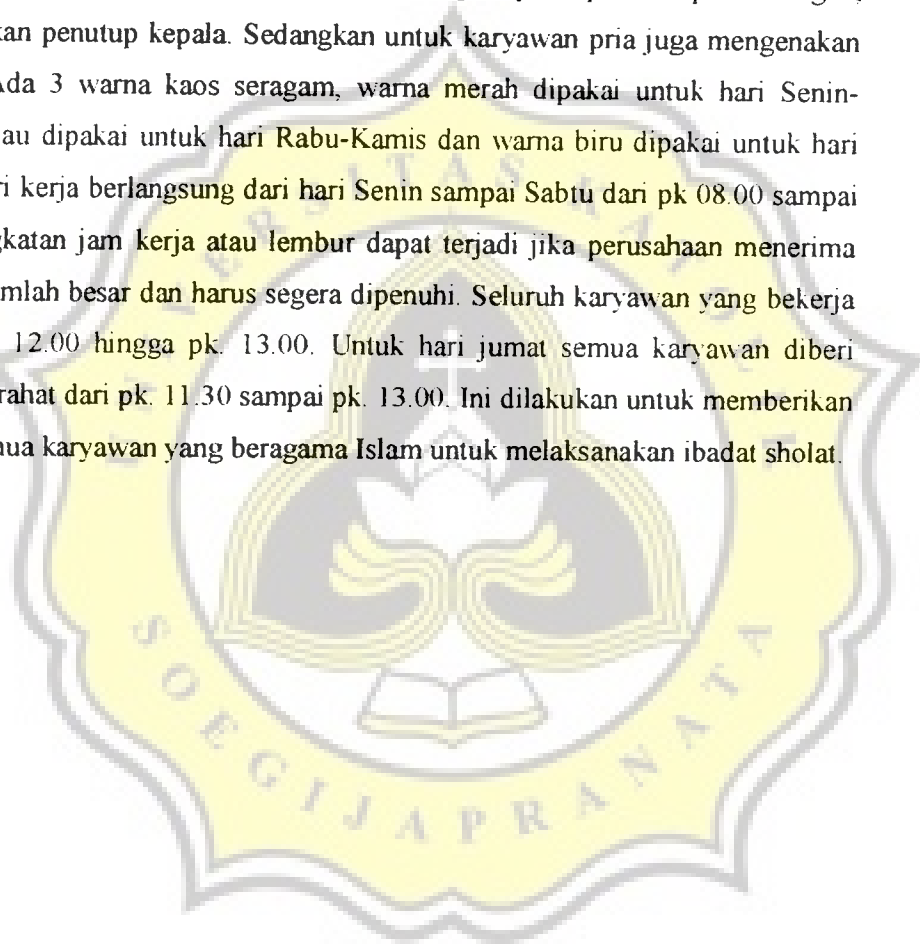 kan penutup kepala. Sedangkan untuk karyawan pria juga mengenakan
Ada 3 warna kaos seragam, warna merah dipakai untuk hari Senin-
au dipakai untuk hari Rabu-Kamis dan warna biru dipakai untuk hari
ri kerja berlangsung dari hari Senin sampai Sabtu dari pk 08.00 sampai
gkatan jam kerja atau lembur dapat terjadi jika perusahaan menerima
mlah besar dan harus segera dipenuhi. Seluruh karyawan yang bekerja
12.00 hingga pk. 13.00. Untuk hari jumat semua karyawan diberi
rahat dari pk. 11.30 sampai pk. 13.00. Ini dilakukan untuk memberikan
nua karyawan yang beragama Islam untuk melaksanakan ibadat sholat.
SOEGIJAPRANATA